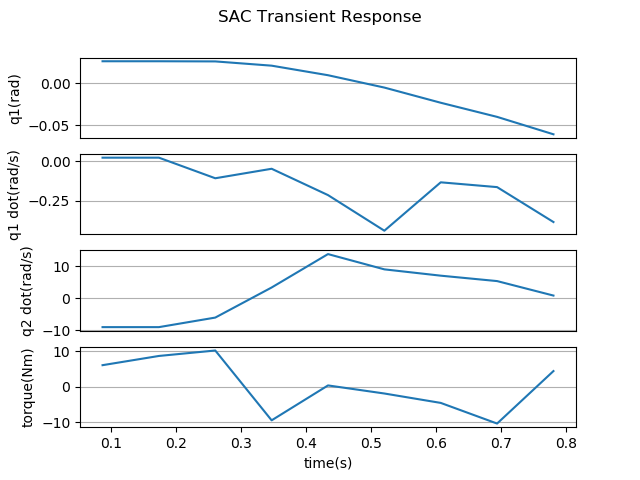 SAC Transient Response
q1(rad)
0.00
−0.05
q1 dot(rad/s)
0.00
−0.25
q2 dot(rad/s)
10
0
−10
torque(Nm)
10
0
−10
0.1 0.2 0.3 0.4 0.5 0.6 0.7 0.8
time(s)